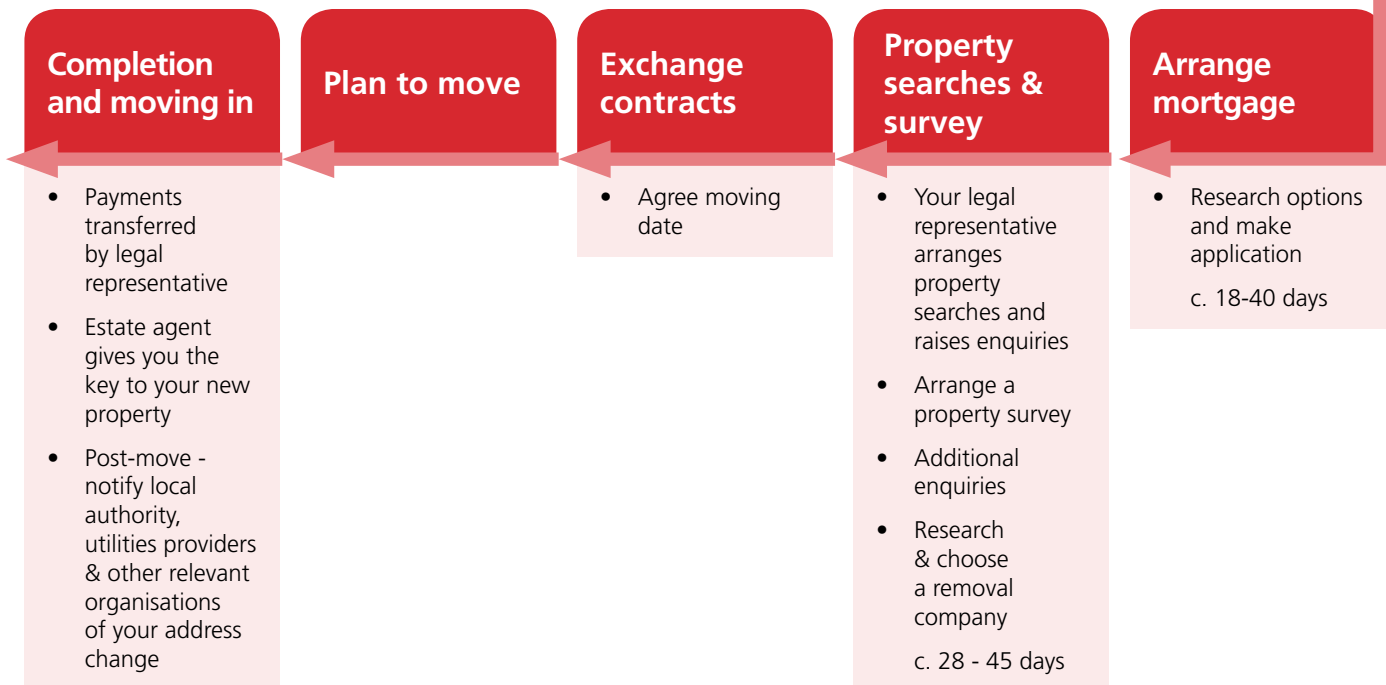 Completion
and moving in
• Payments
transferred
by legal
representative
• Estate agent
gives you the
key to your new
property
• Post-move -
notify local
authority,
utilities providers
& other relevant
organisations
of your address
change
Plan to move
Exchange
contracts
• Agree moving
date
Property
searches &
survey
• Your legal
representative
arranges
property
searches and
raises enquiries
• Arrange a
property survey
• Additional
enquiries
• Research
& choose
a removal
company
c. 28 - 45 days
Arrange
mortgage
• Research options
and make
application
c. 18-40 days